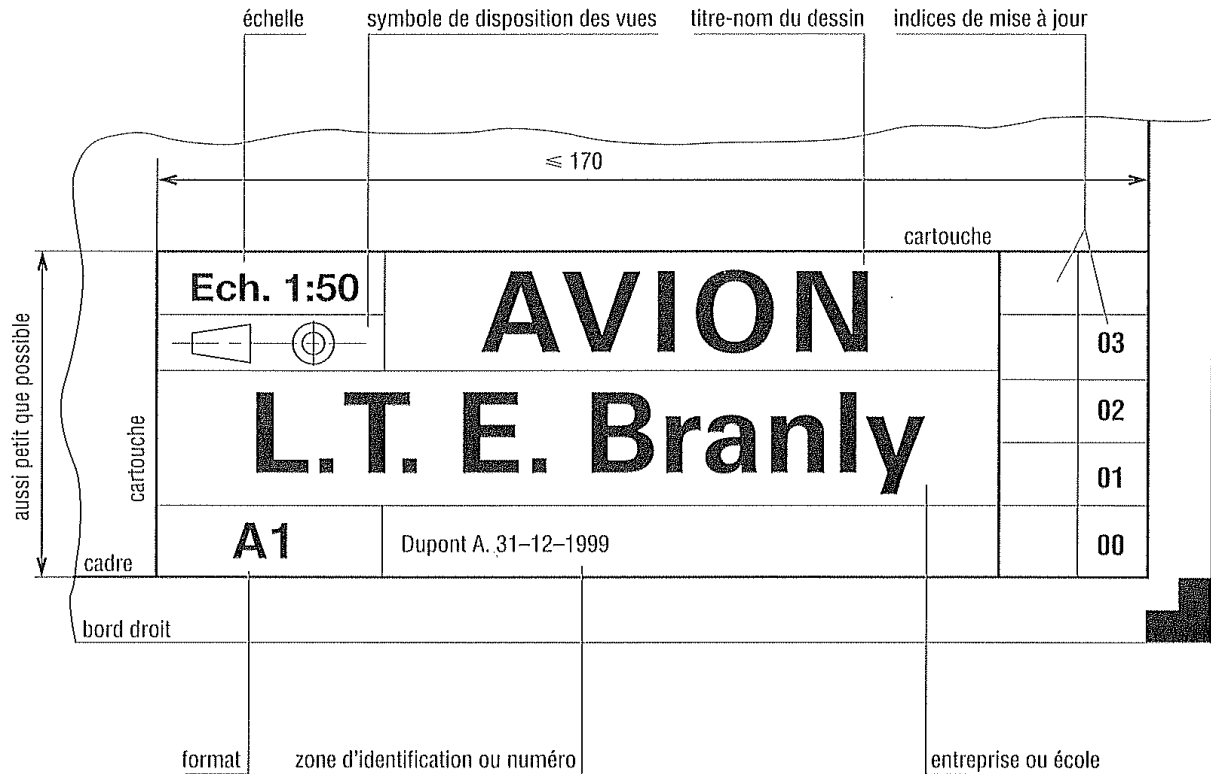 échelle symbole de disposition des vues titre-nom du dessin indices de mise à jour
≤ 170
cartouche
Ech. 1:50 AVION
03
02
L.T. E. Branly
01
A1 Dupont A. 31–12–1999 00
aussi petit que possible
cartouche
cadre
bord droit
format zone d'identification ou numéro entreprise ou école